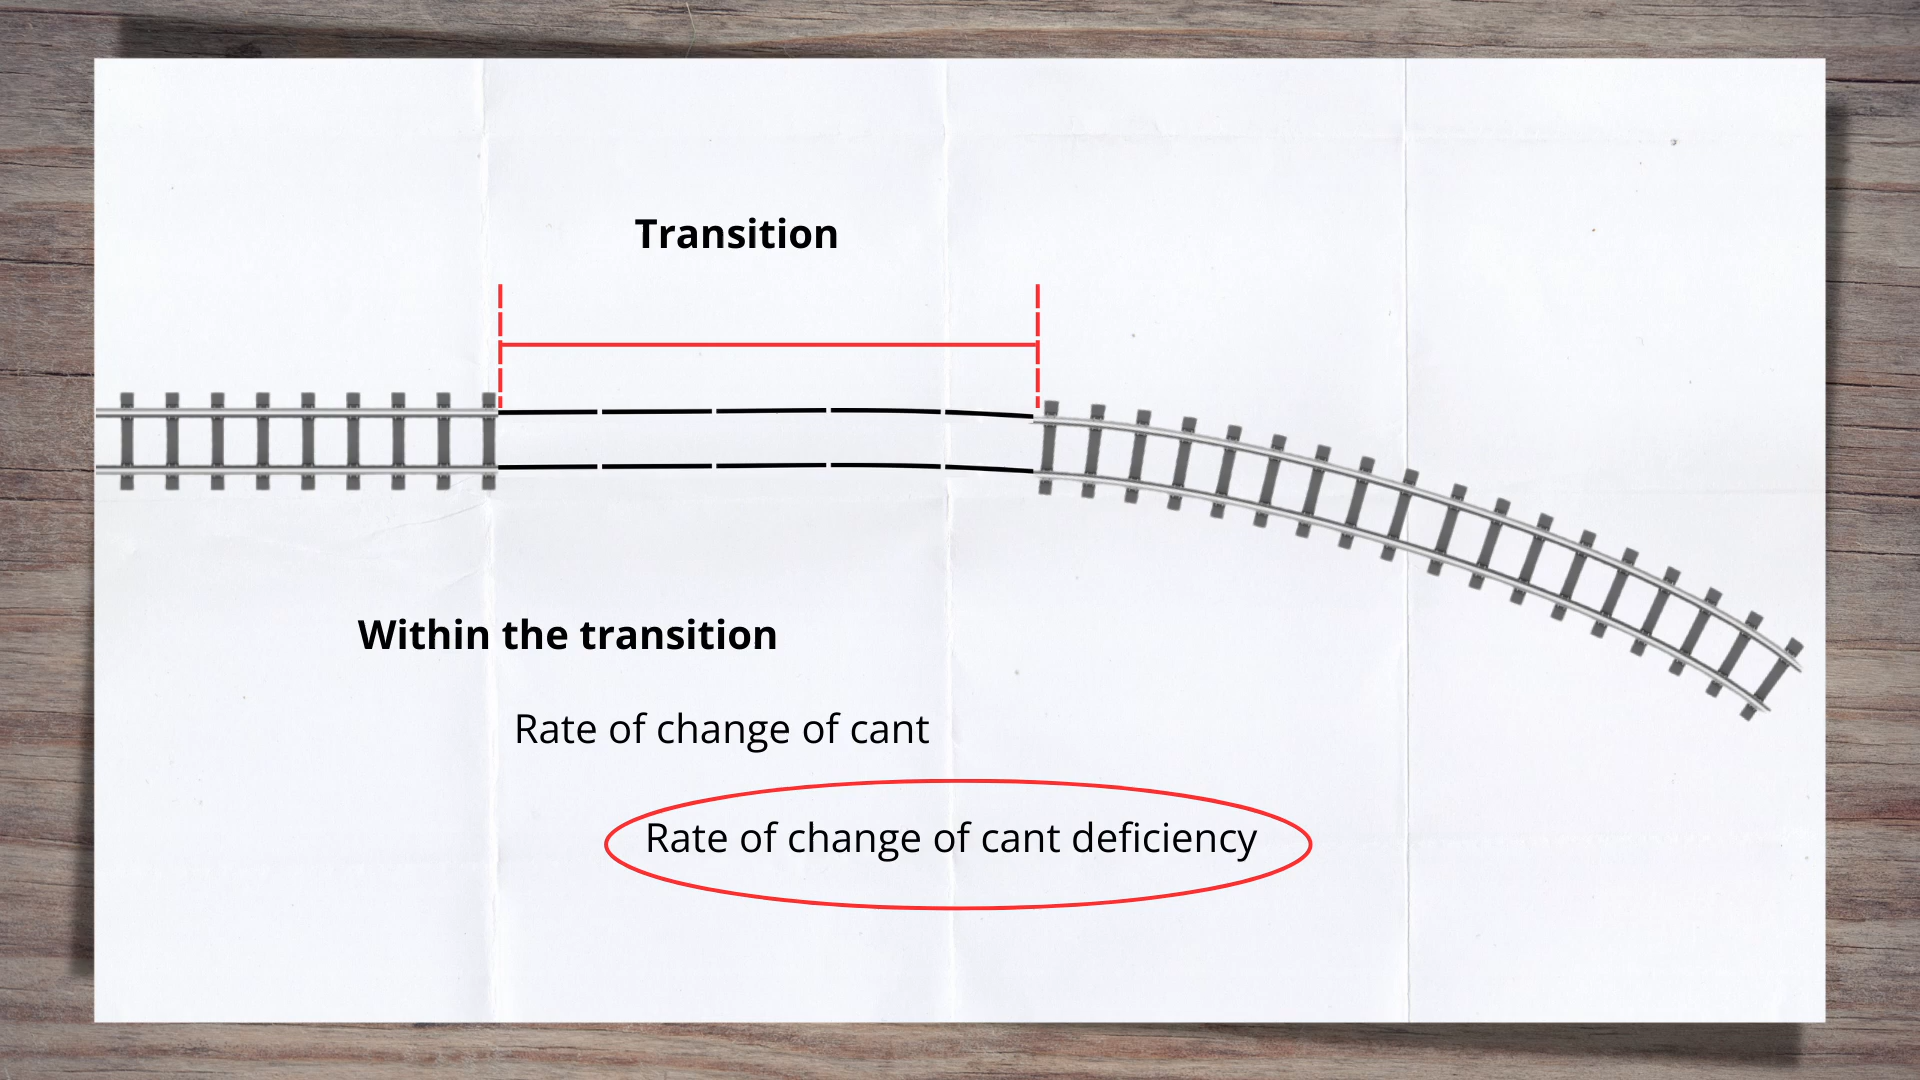 Transition
Within the transition
Rate of change of cant
Rate of change of cant deficiency